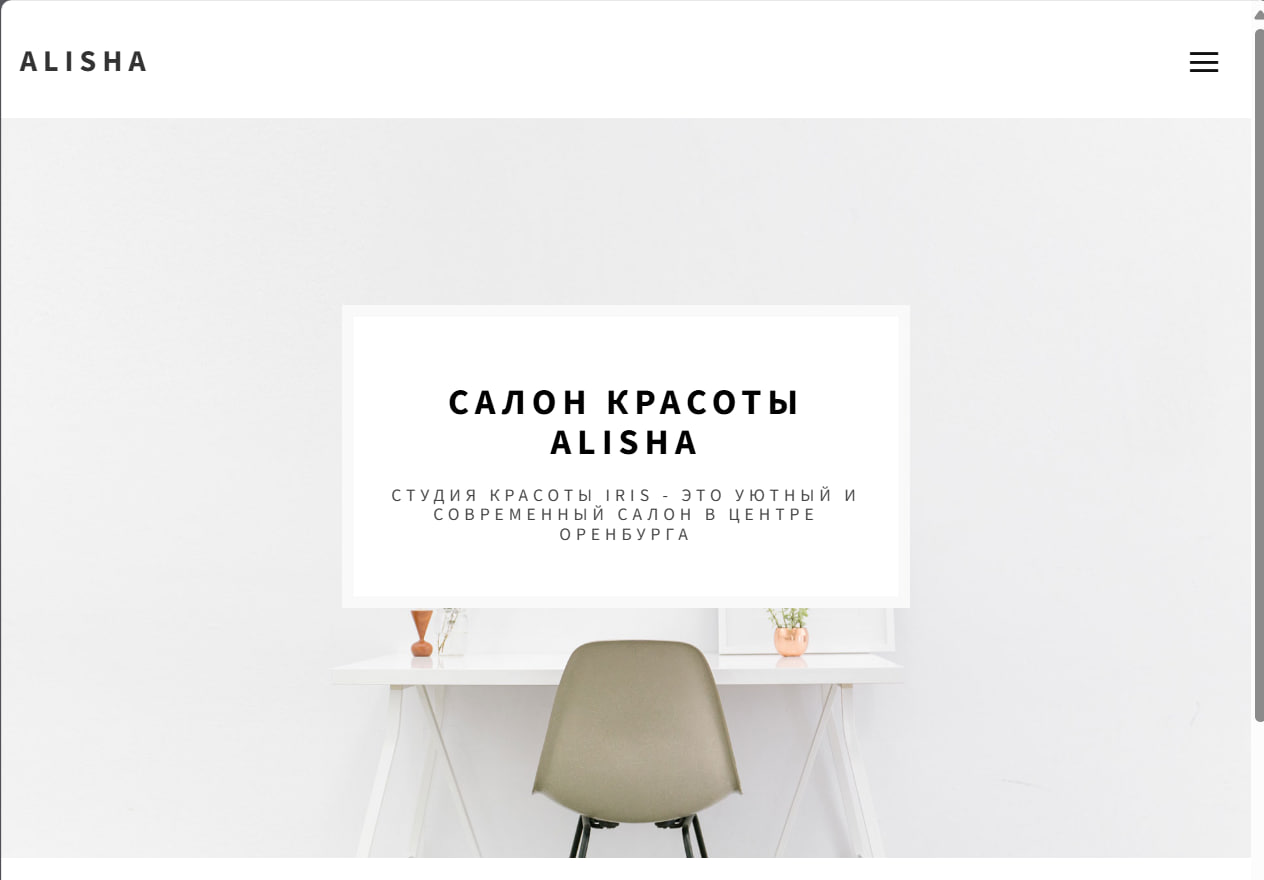 ALISHA
САЛОН КРАСОТЫ
ALISHA
СТУДИЯ КРАСОТЫ IRIS - ЭТО УЮТНЫЙ И
СОВРЕМЕННЫЙ САЛОН В ЦЕНТРЕ
ОРЕНБУРГА